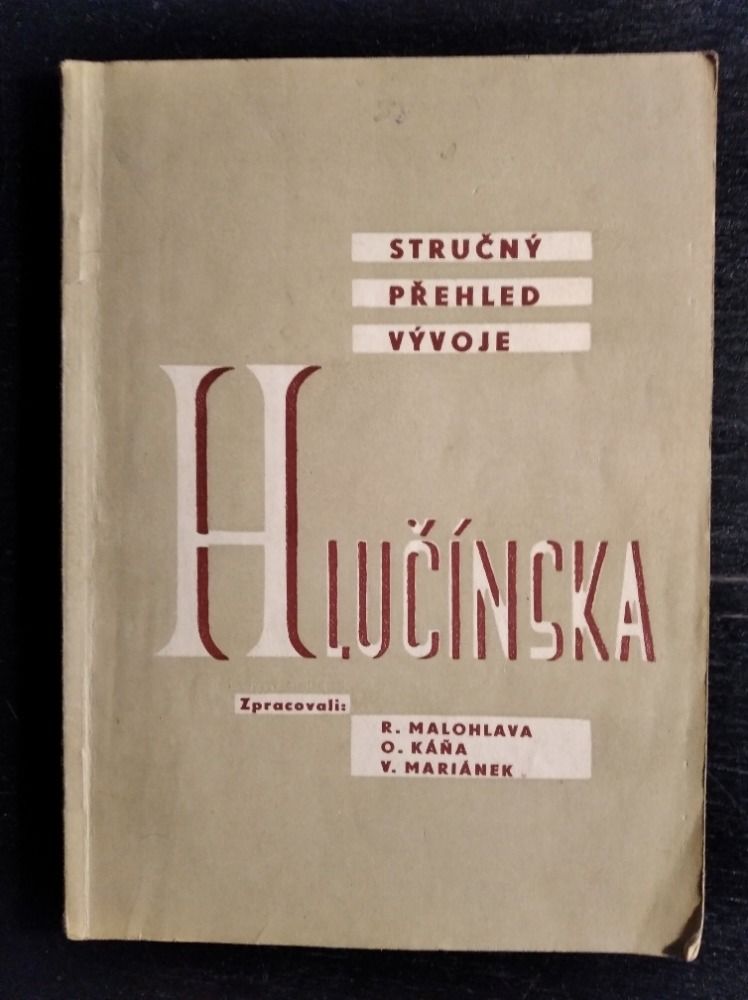 STRUČNÝ
PŘEHLED
VÝVOJE
HLUČÍNSKA
Zpracovali:
R. MALOHLAVA
O. KÁŇA
V. MARIÁNEK